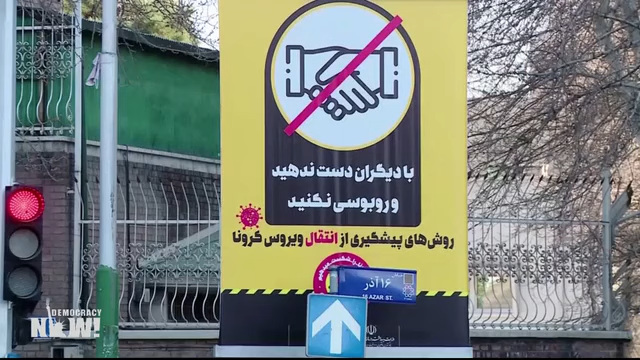 با دیگران دست ندهید
و روبوسی نکنید
روش‌های پیشگیری از انتقال ویروس کرونا
۱۶ آذر
16 AZAR ST.
DEMOCRACY
NOW!